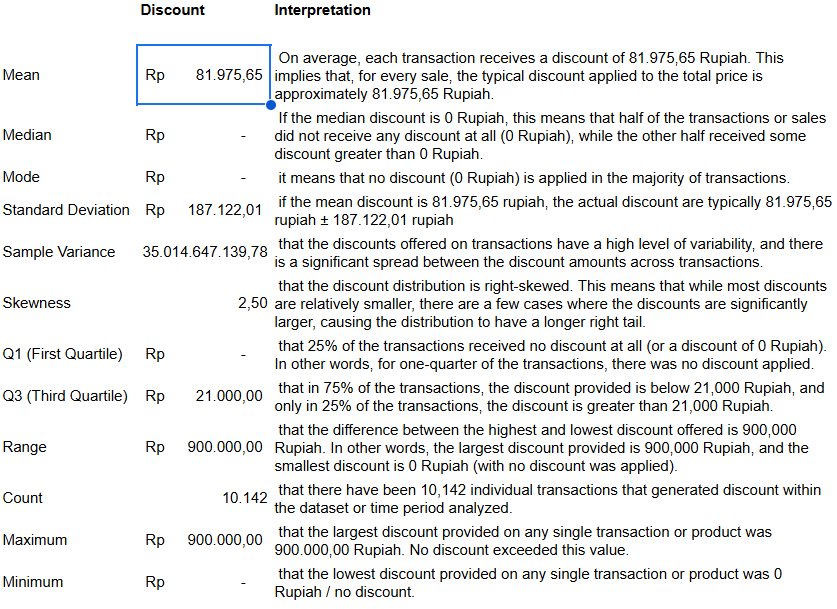 Discount Interpretation
Mean Rp 81.975,65 On average, each transaction receives a discount of 81.975,65 Rupiah. This
implies that, for every sale, the typical discount applied to the total price is
approximately 81.975,65 Rupiah.
Median Rp - If the median discount is 0 Rupiah, this means that half of the transactions or sales
did not receive any discount at all (0 Rupiah), while the other half received some
discount greater than 0 Rupiah.
Mode Rp - it means that no discount (0 Rupiah) is applied in the majority of transactions.
Standard Deviation Rp 187.122,01 if the mean discount is 81.975,65 rupiah, the actual discount are typically 81.975,65
rupiah ± 187.122,01 rupiah
Sample Variance 35.014.647.139,78 that the discounts offered on transactions have a high level of variability, and there
is a significant spread between the discount amounts across transactions.
Skewness 2,50 that the discount distribution is right-skewed. This means that while most discounts
are relatively smaller, there are a few cases where the discounts are significantly
larger, causing the distribution to have a longer right tail.
Q1 (First Quartile) Rp - that 25% of the transactions received no discount at all (or a discount of 0 Rupiah).
In other words, for one-quarter of the transactions, there was no discount applied.
Q3 (Third Quartile) Rp 21.000,00 that in 75% of the transactions, the discount provided is below 21,000 Rupiah, and
only in 25% of the transactions, the discount is greater than 21,000 Rupiah.
Range Rp 900.000,00 that the difference between the highest and lowest discount offered is 900,000
Rupiah. In other words, the largest discount provided is 900,000 Rupiah, and the
smallest discount is 0 Rupiah (with no discount was applied).
Count 10.142 that there have been 10,142 individual transactions that generated discount within
the dataset or time period analyzed.
Maximum Rp 900.000,00 that the largest discount provided on any single transaction or product was
900.000,00 Rupiah. No discount exceeded this value.
Minimum Rp - that the lowest discount provided on any single transaction or product was 0
Rupiah / no discount.